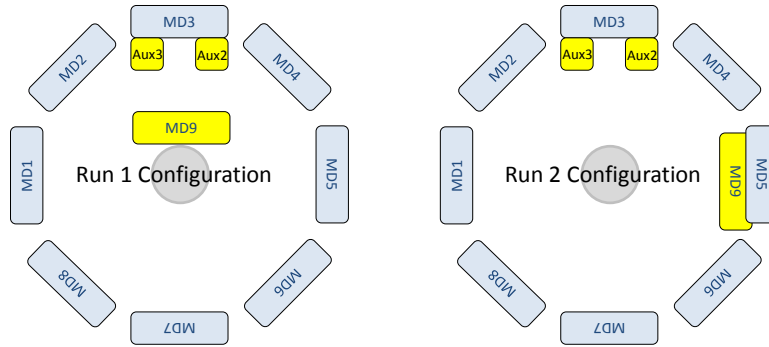 MD3
Aux3 Aux2
MD2
MD4
MD9
MD1
Run 1 Configuration
MD5
MD8
MD6
MD7
MD3
Aux3 Aux2
MD2
MD4
MD1
Run 2 Configuration
MD9
MD5
MD8
MD6
MD7